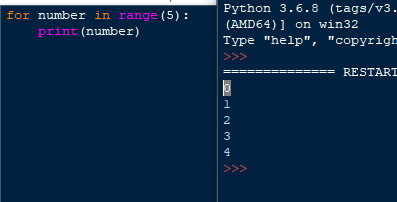 for number in range(5):
    print(number)
Python 3.6.8 (tags/v3.
(AMD64)] on win32
Type "help", "copyrigh
>>>
============== RESTART
0
1
2
3
4
>>>